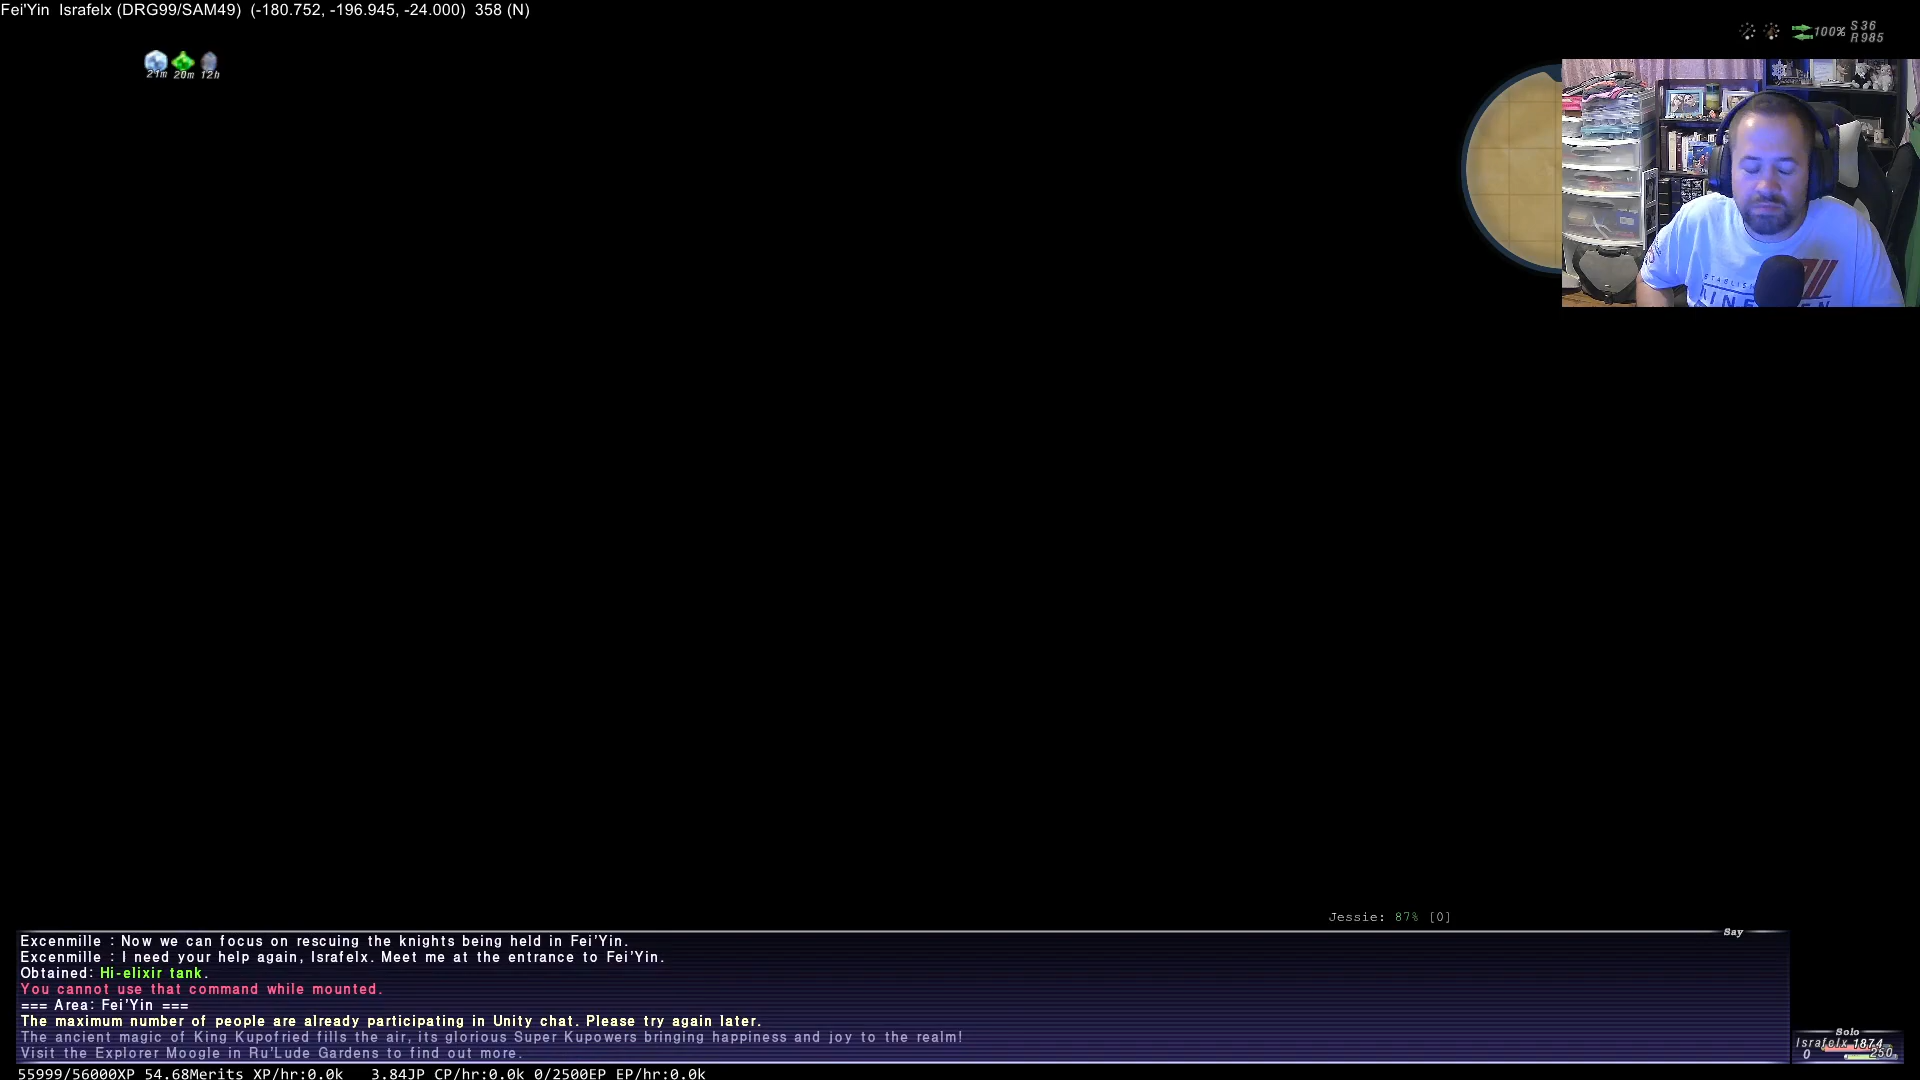 Fei'Yin Israfelx (DRG99/SAM49) (-180.752, -196.945, -24.000) 358 (N)
100% S 36
R 985
21m 20m 12h
ESTABLIS
Jessie: 87% [0]
Say
Excenmille : Now we can focus on rescuing the knights being held in Fei'Yin.
Excenmille : I need your help again, Israfelx. Meet me at the entrance to Fei'Yin.
Obtained: Hi-elixir tank.
You cannot use that command while mounted.
=== Area: Fei'Yin ===
The maximum number of people are already participating in Unity chat. Please try again later.
The ancient magic of King Kupofried fills the air, its glorious Super Kupowers bringing happiness and joy to the realm!
Visit the Explorer Moogle in Ru'Lude Gardens to find out more.
Solo
Israfelx 1874
0 250
55999/56000XP 54.68Merits XP/hr:0.0k 3.84JP CP/hr:0.0k 0/2500EP EP/hr:0.0k